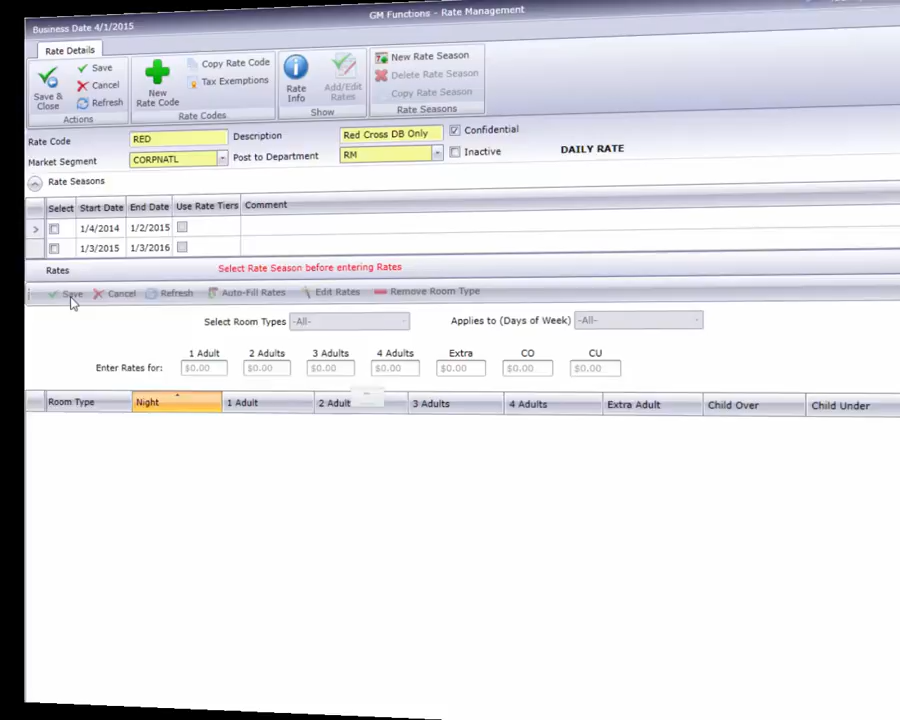 GM Functions - Rate Management
Business Date 4/1/2015
Rate Details
Save & Close
Save
Cancel
Refresh
Actions
New Rate Code
Copy Rate Code
Tax Exemptions
Rate Codes
Rate Info
Add/Edit Rates
Show
New Rate Season
Delete Rate Season
Copy Rate Season
Rate Seasons
Rate Code RED Description Red Cross DB Only Confidential
Market Segment CORPNATL Post to Department RM Inactive DAILY RATE
Rate Seasons
Select Start Date End Date Use Rate Tiers Comment
1/4/2014 1/2/2015
1/3/2015 1/3/2016
Rates Select Rate Season before entering Rates
Save Cancel Refresh Auto-Fill Rates Edit Rates Remove Room Type
Select Room Types -All- Applies to (Days of Week) -All-
1 Adult 2 Adults 3 Adults 4 Adults Extra CO CU
Enter Rates for: $0.00 $0.00 $0.00 $0.00 $0.00 $0.00 $0.00
Room Type Night 1 Adult 2 Adult 3 Adults 4 Adults Extra Adult Child Over Child Under